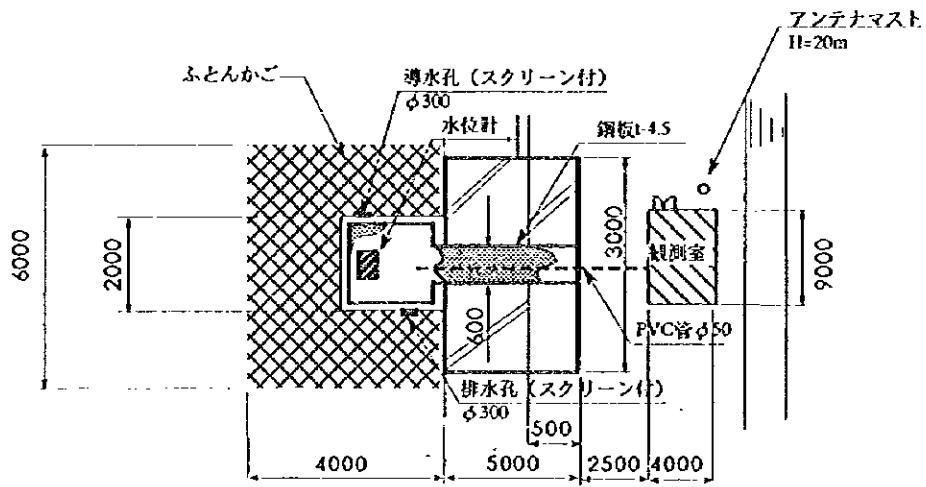 アンテナマスト
H=20m
ふとんかご
導水孔（スクリーン付）
φ300
水位計
鋼板t-4.5
6000
2000
3000
観測室
9000
600
PVC管φ50
排水孔（スクリーン付）
φ300
500
4000
5000
2500
4000